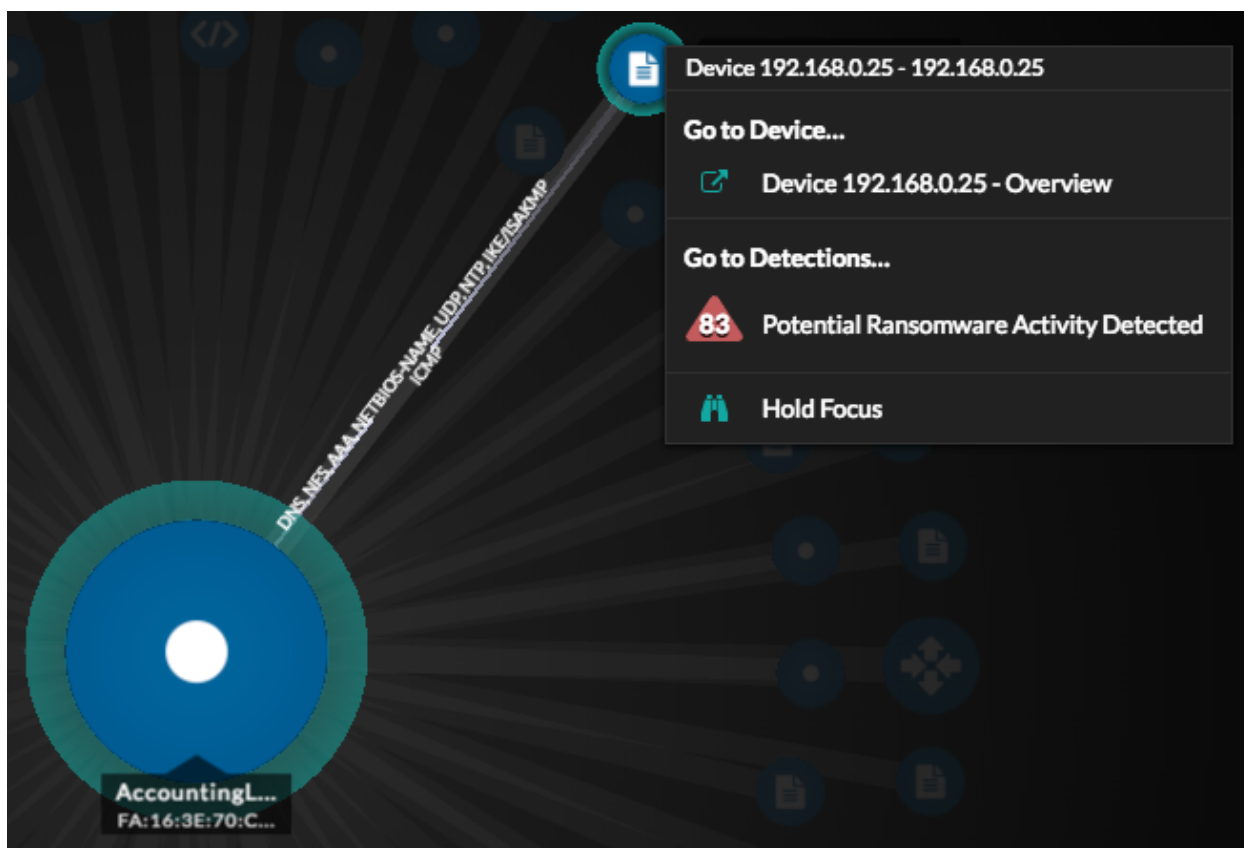 </>
Device 192.168.0.25 - 192.168.0.25
Go to Device...
Device 192.168.0.25 - Overview
Go to Detections...
83 Potential Ransomware Activity Detected
Hold Focus
DNS, NFS, AAA, NETBIOS-NAME, UDP, NTP, IKE/ISAKMP
ICMP
AccountingL...
FA:16:3E:70:C...